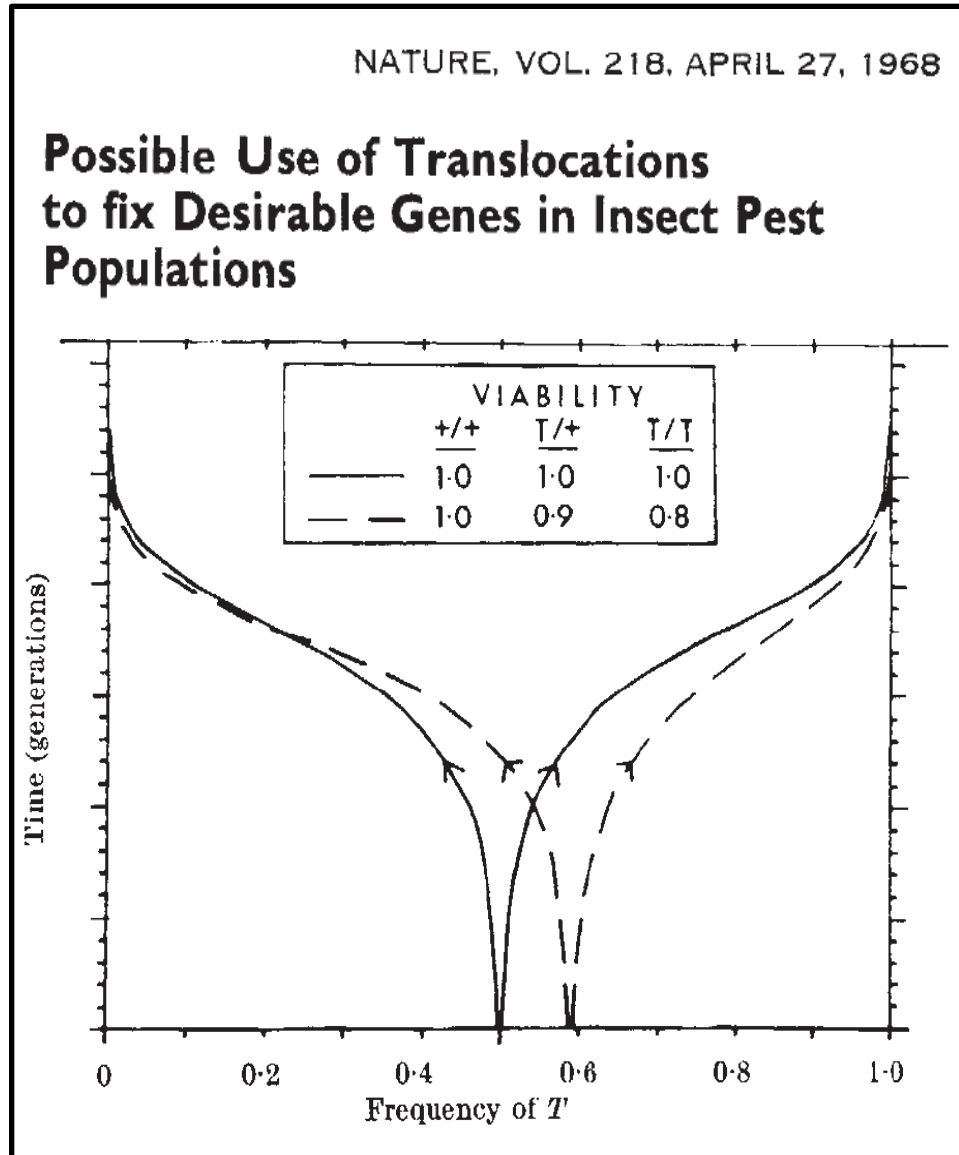 NATURE, VOL. 218, APRIL 27, 1968
Possible Use of Translocations
to fix Desirable Genes in Insect Pest
Populations
VIABILITY
+/+ T/+ T/T
1·0 1·0 1·0
1·0 0·9 0·8
Time (generations)
0 0·2 0·4 0·6 0·8 1·0
Frequency of T